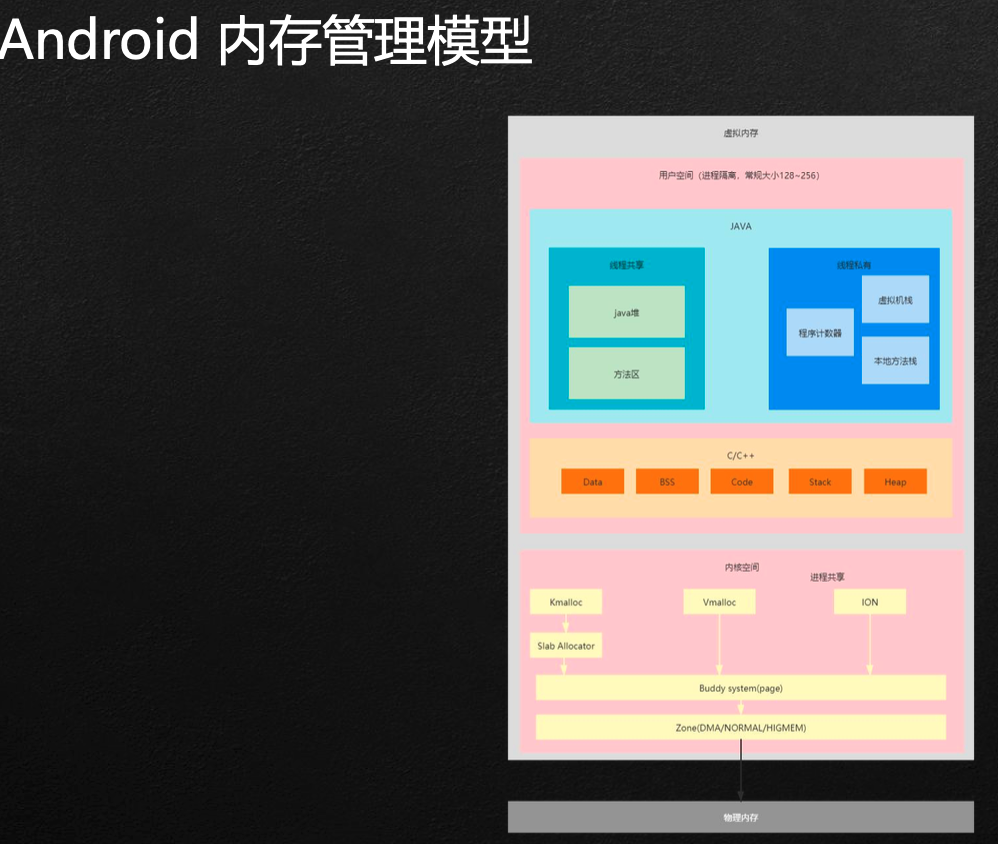 Android 内存管理模型
虚拟内存
用户空间（进程隔离，常规大小128~256）
JAVA
线程共享
java堆
方法区
线程私有
虚拟机栈
程序计数器
本地方法栈
C/C++
Data
BSS
Code
Stack
Heap
内核空间
进程共享
Kmalloc
Vmalloc
ION
Slab Allocator
Buddy system(page)
Zone(DMA/NORMAL/HIGMEM)
物理内存